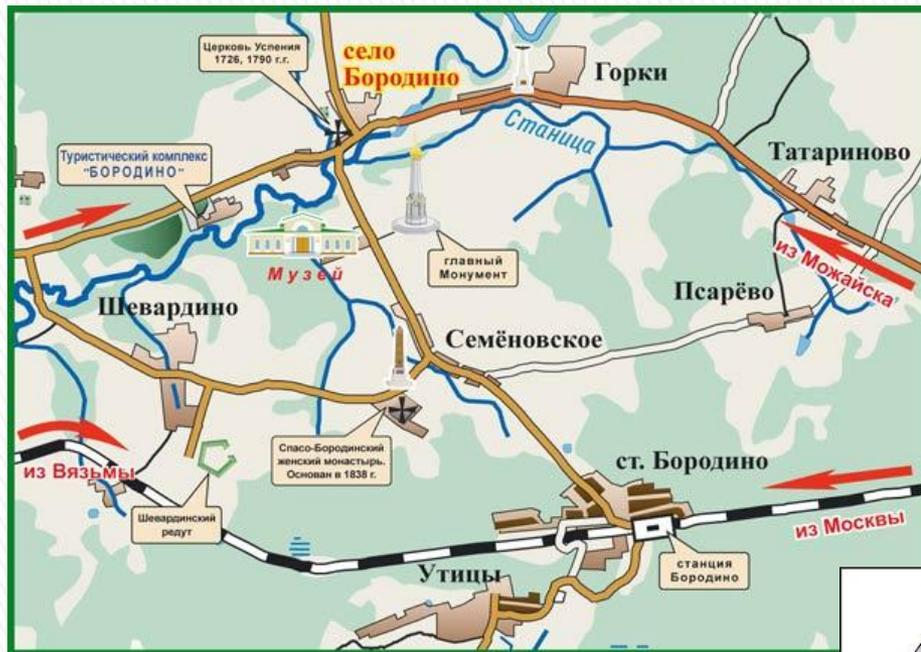 Церковь Успения
1726, 1790 г.г.
село
Бородино
Горки
Станица
Туристический комплекс
"БОРОДИНО"
Татариново
Музей
главный
Монумент
из Можайска
Шевардино
Псарёво
Семёновское
Спасо-Бородинский
женский монастырь.
Основан в 1838 г.
из Вязьмы
ст. Бородино
Шевардинский
редут
из Москвы
станция
Бородино
Утицы